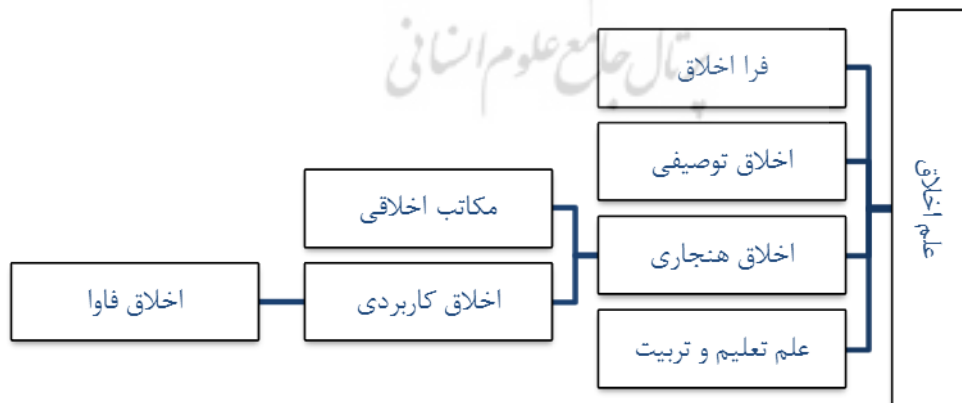 پرتال جامع علوم انسانی
علم اخلاق
فرا اخلاق
اخلاق توصیفی
اخلاق هنجاری
علم تعلیم و تربیت
مکاتب اخلاقی
اخلاق کاربردی
اخلاق فاوا